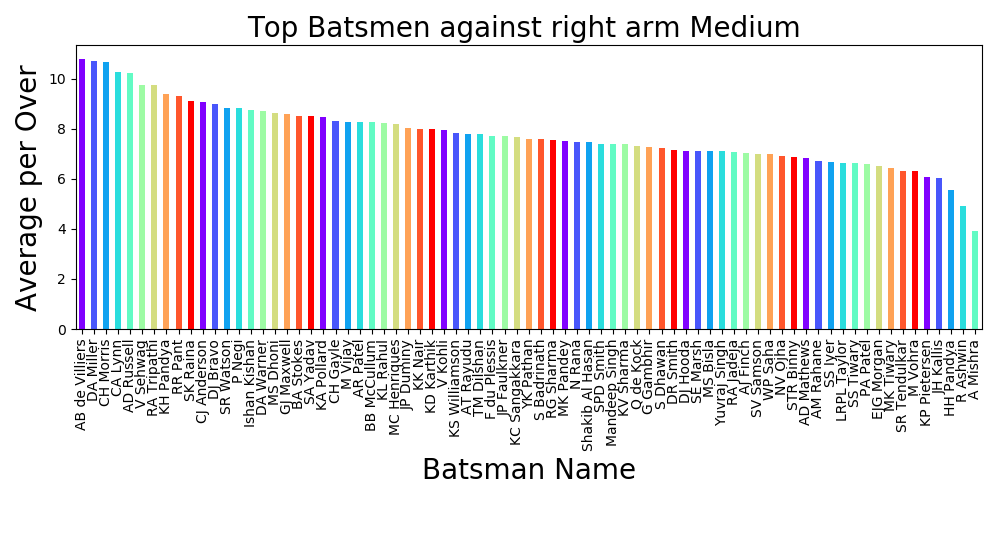 Top Batsmen against right arm Medium
Average per Over
10
8
6
4
2
0
AB de Villiers
DA Miller
CH Morris
CA Lynn
AD Russell
V Sehwag
RA Tripathi
KH Pandya
RR Pant
SK Raina
CJ Anderson
DJ Bravo
SR Watson
P Negi
Ishan Kishan
DA Warner
MS Dhoni
GJ Maxwell
BA Stokes
SA Yadav
KA Pollard
CH Gayle
M Vijay
AR Patel
BB McCullum
KL Rahul
MC Henriques
JP Duminy
KK Nair
KD Karthik
V Kohli
KS Williamson
AT Rayudu
TM Dilshan
F du Plessis
JP Faulkner
KC Sangakkara
YK Pathan
S Badrinath
RG Sharma
MK Pandey
N Rana
Shakib Al Hasan
SPD Smith
Mandeep Singh
KV Sharma
Q de Kock
G Gambhir
S Dhawan
DR Smith
DJ Hooda
SE Marsh
MS Bisla
Yuvraj Singh
RA Jadeja
AJ Finch
SV Samson
WP Saha
NV Ojha
STR Binny
AD Mathews
AM Rahane
SS Iyer
LRPL Taylor
SS Tiwary
PA Patel
EJG Morgan
MK Tiwary
SR Tendulkar
M Vohra
KP Pietersen
JH Kallis
HH Pandya
R Ashwin
A Mishra
Batsman Name